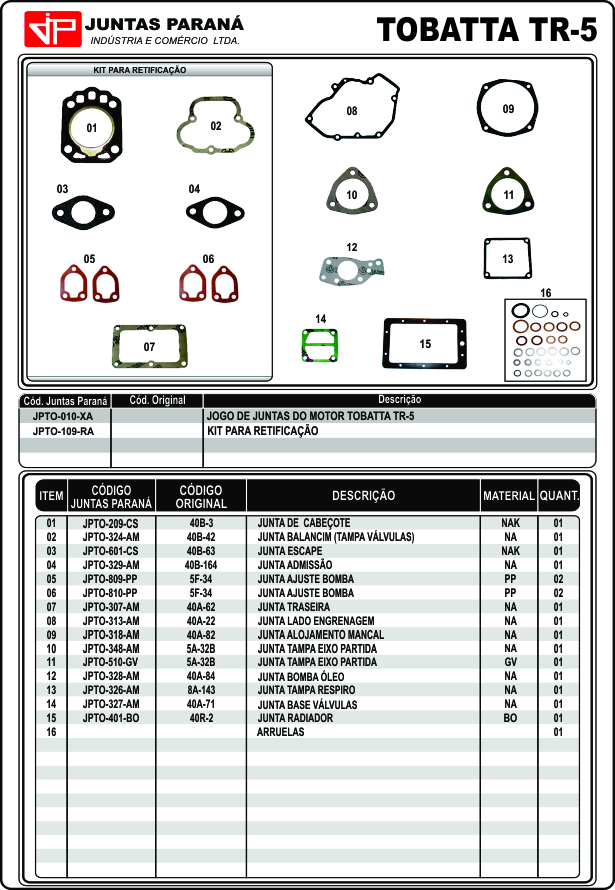 JP JUNTAS PARANÁ
INDÚSTRIA E COMÉRCIO LTDA.
TOBATTA TR-5
KIT PARA RETIFICAÇÃO
01
02
08
09
03
04
10
11
05
06
12
13
07
14
15
16
Cód. Juntas Paraná Cód. Original Descrição
JPTO-010-XA JOGO DE JUNTAS DO MOTOR TOBATTA TR-5
JPTO-109-RA KIT PARA RETIFICAÇÃO
ITEM CÓDIGO JUNTAS PARANÁ CÓDIGO ORIGINAL DESCRIÇÃO MATERIAL QUANT.
01 JPTO-209-CS 40B-3 JUNTA DE CABEÇOTE NAK 01
02 JPTO-324-AM 40B-42 JUNTA BALANCIM (TAMPA VÁLVULAS) NA 01
03 JPTO-601-CS 40B-63 JUNTA ESCAPE NAK 01
04 JPTO-329-AM 40B-164 JUNTA ADMISSÃO NA 01
05 JPTO-809-PP 5F-34 JUNTA AJUSTE BOMBA PP 02
06 JPTO-810-PP 5F-34 JUNTA AJUSTE BOMBA PP 02
07 JPTO-307-AM 40A-62 JUNTA TRASEIRA NA 01
08 JPTO-313-AM 40A-22 JUNTA LADO ENGRENAGEM NA 01
09 JPTO-318-AM 40A-82 JUNTA ALOJAMENTO MANCAL NA 01
10 JPTO-348-AM 5A-32B JUNTA TAMPA EIXO PARTIDA NA 01
11 JPTO-510-GV 5A-32B JUNTA TAMPA EIXO PARTIDA GV 01
12 JPTO-328-AM 40A-84 JUNTA BOMBA ÓLEO NA 01
13 JPTO-326-AM 8A-143 JUNTA TAMPA RESPIRO NA 01
14 JPTO-327-AM 40A-71 JUNTA BASE VÁLVULAS NA 01
15 JPTO-401-BO 40R-2 JUNTA RADIADOR BO 01
16 ARRUELAS 01